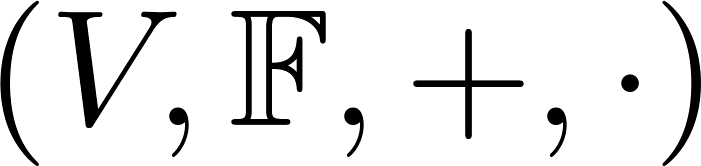 (V, 𝔽, +, ·)